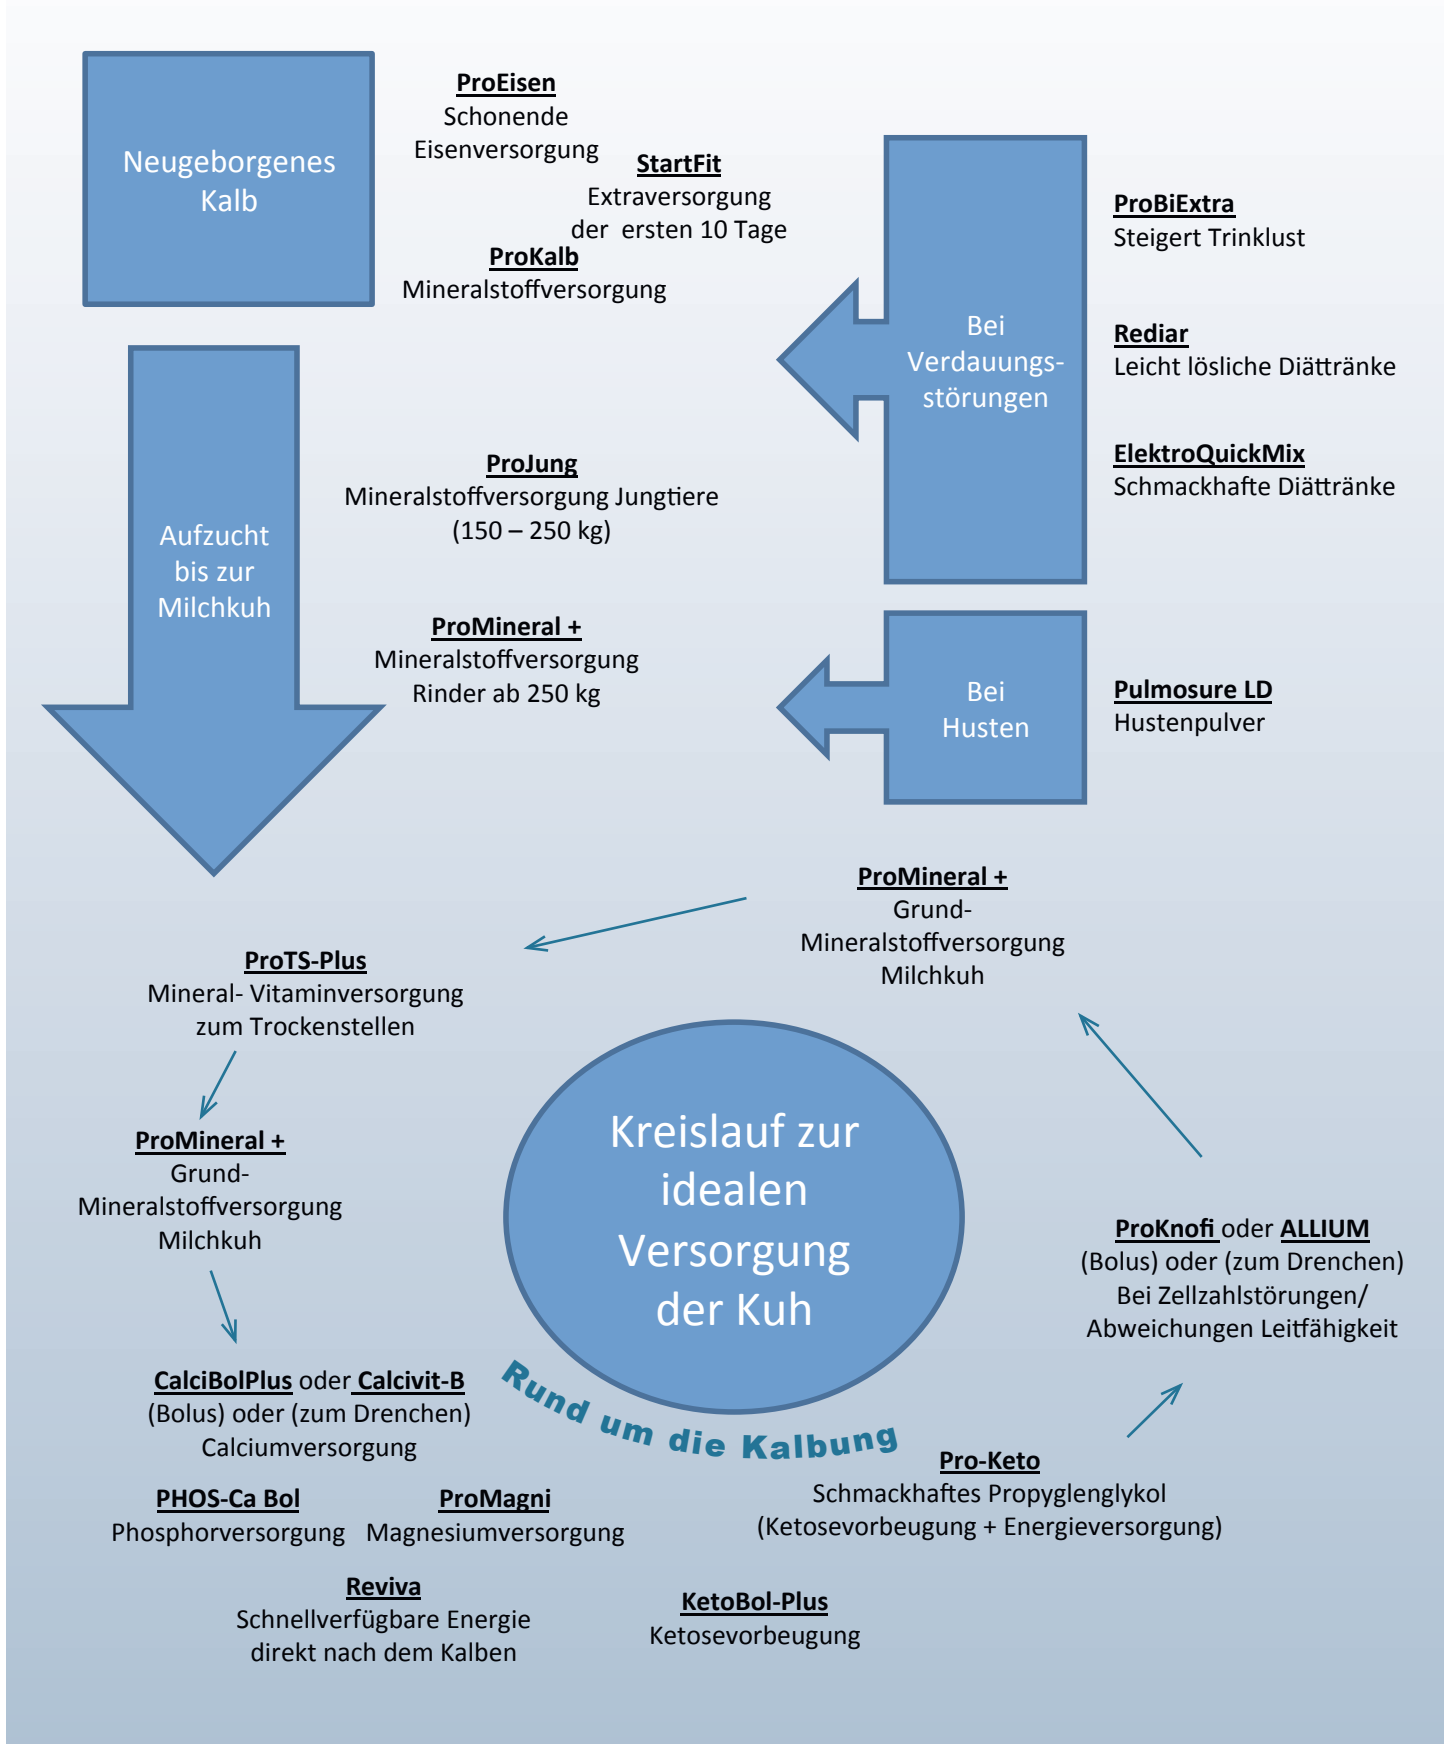 Neugeborgenes
Kalb
ProEisen
Schonende
Eisenversorgung
StartFit
Extraversorgung
der  ersten 10 Tage
ProKalb
Mineralstoffversorgung
Bei
Verdauungs-
störungen
ProBiExtra
Steigert Trinklust
Rediar
Leicht lösliche Diättränke
ElektroQuickMix
Schmackhafte Diättränke
Aufzucht
bis zur
Milchkuh
ProJung
Mineralstoffversorgung Jungtiere
(150 – 250 kg)
ProMineral +
Mineralstoffversorgung
Rinder ab 250 kg
Bei
Husten
Pulmosure LD
Hustenpulver
ProMineral +
Grund-
Mineralstoffversorgung
Milchkuh
ProTS-Plus
Mineral- Vitaminversorgung
zum Trockenstellen
ProMineral +
Grund-
Mineralstoffversorgung
Milchkuh
Kreislauf zur
idealen
Versorgung
der Kuh
Rund um die Kalbung
ProKnofi oder ALLIUM
(Bolus) oder (zum Drenchen)
Bei Zellzahlstörungen/
Abweichungen Leitfähigkeit
CalciBolPlus oder Calcivit-B
(Bolus) oder (zum Drenchen)
Calciumversorgung
PHOS-Ca Bol
Phosphorversorgung
ProMagni
Magnesiumversorgung
Pro-Keto
Schmackhaftes Propyglenglykol
(Ketosevorbeugung + Energieversorgung)
Reviva
Schnellverfügbare Energie
direkt nach dem Kalben
KetoBol-Plus
Ketosevorbeugung